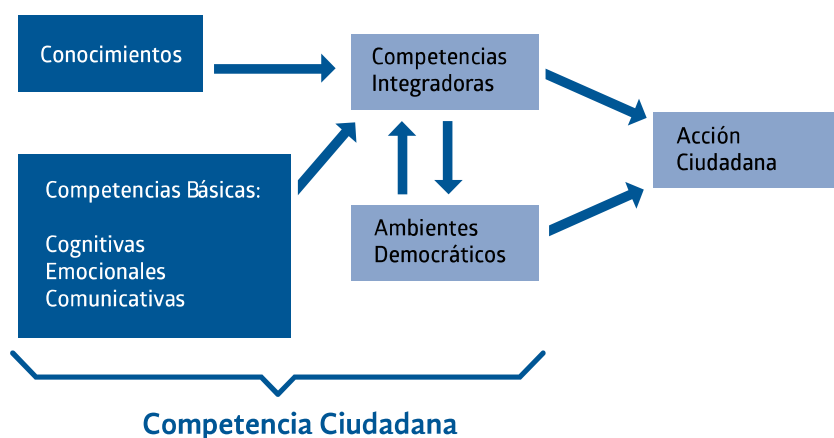 Conocimientos
Competencias
Integradoras
Acción
Ciudadana
Competencias Básicas:
Cognitivas
Emocionales
Comunicativas
Ambientes
Democráticos
Competencia Ciudadana